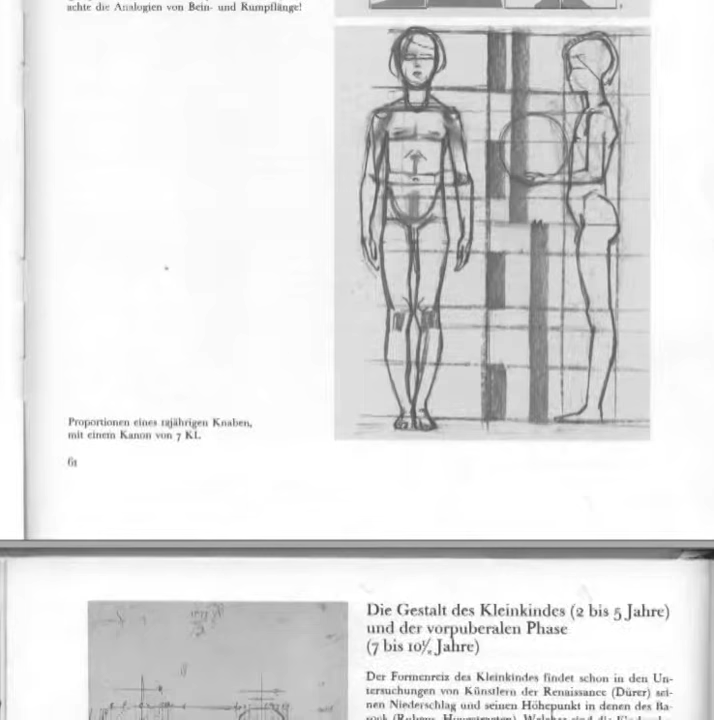 achte die Analogien von Bein- und Rumpflänge!
Proportionen eines 12jährigen Knaben,
mit einem Kanon von 7 KL
61
Die Gestalt des Kleinkindes (2 bis 5 Jahre)
und der vorpuberalen Phase
(7 bis 10½ Jahre)
Der Formenreiz des Kleinkindes findet schon in den Un-
tersuchungen von Künstlern der Renaissance (Dürer) sei-
nen Niederschlag und seinen Höhepunkt in denen des Ba-